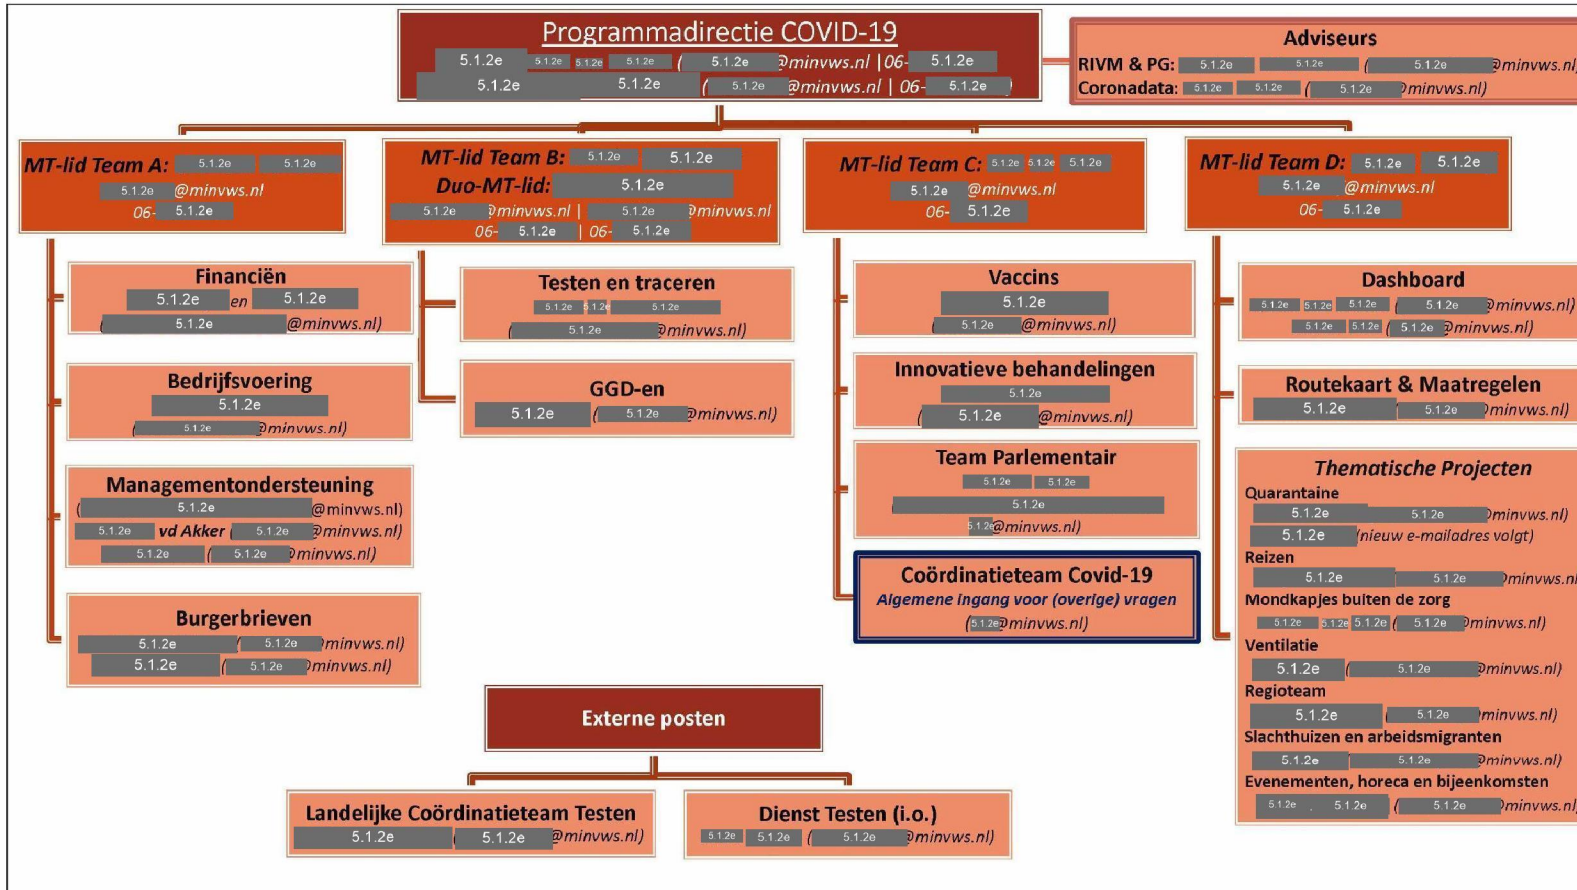 Programmadirectie COVID-19
5.1.2e 5.1.2e 5.1.2e 5.1.2e ( 5.1.2e @minvws.nl | 06- 5.1.2e
5.1.2e 5.1.2e ( 5.1.2e @minvws.nl | 06- 5.1.2e )
Adviseurs
RIVM & PG: 5.1.2e 5.1.2e ( 5.1.2e @minvws.nl)
Coronadata: 5.1.2e 5.1.2e ( 5.1.2e @minvws.nl)
MT-lid Team A: 5.1.2e 5.1.2e
5.1.2e @minvws.nl
06- 5.1.2e
MT-lid Team B: 5.1.2e 5.1.2e
Duo-MT-lid: 5.1.2e
5.1.2e @minvws.nl | 5.1.2e @minvws.nl
06- 5.1.2e | 06- 5.1.2e
MT-lid Team C: 5.1.2e 5.1.2e 5.1.2e
5.1.2e @minvws.nl
06- 5.1.2e
MT-lid Team D: 5.1.2e 5.1.2e
5.1.2e @minvws.nl
06- 5.1.2e
Financiën
5.1.2e en 5.1.2e
( 5.1.2e @minvws.nl)
Bedrijfsvoering
5.1.2e
( 5.1.2e @minvws.nl)
Managementondersteuning
( 5.1.2e @minvws.nl)
5.1.2e vd Akker ( 5.1.2e @minvws.nl)
5.1.2e ( 5.1.2e @minvws.nl)
Burgerbrieven
5.1.2e ( 5.1.2e @minvws.nl)
5.1.2e ( 5.1.2e @minvws.nl)
Testen en traceren
5.1.2e 5.1.2e 5.1.2e
( 5.1.2e @minvws.nl)
GGD-en
5.1.2e ( 5.1.2e @minvws.nl)
Vaccins
5.1.2e
( 5.1.2e @minvws.nl)
Innovatieve behandelingen
5.1.2e
( 5.1.2e @minvws.nl)
Team Parlementair
5.1.2e 5.1.2e
( 5.1.2e
5.1.2e @minvws.nl)
Coördinatieteam Covid-19
Algemene ingang voor (overige) vragen
( 5.1.2e @minvws.nl)
Dashboard
5.1.2e 5.1.2e 5.1.2e ( 5.1.2e @minvws.nl)
5.1.2e 5.1.2e ( 5.1.2e @minvws.nl)
Routekaart & Maatregelen
5.1.2e ( 5.1.2e @minvws.nl)
Thematische Projecten
Quarantaine
5.1.2e 5.1.2e @minvws.nl)
5.1.2e (nieuw e-mailadres volgt)
Reizen
5.1.2e 5.1.2e @minvws.nl
Mondkapjes buiten de zorg
5.1.2e 5.1.2e 5.1.2e ( 5.1.2e @minvws.nl)
Ventilatie
5.1.2e ( 5.1.2e @minvws.nl)
Regioteam
5.1.2e ( 5.1.2e @minvws.nl)
Slachthuizen en arbeidsmigranten
5.1.2e ( 5.1.2e @minvws.nl)
Evenementen, horeca en bijeenkomsten
5.1.2e 5.1.2e ( 5.1.2e @minvws.nl)
Externe posten
Landelijke Coördinatieteam Testen
5.1.2e ( 5.1.2e @minvws.nl)
Dienst Testen (i.o.)
5.1.2e 5.1.2e ( 5.1.2e @minvws.nl)